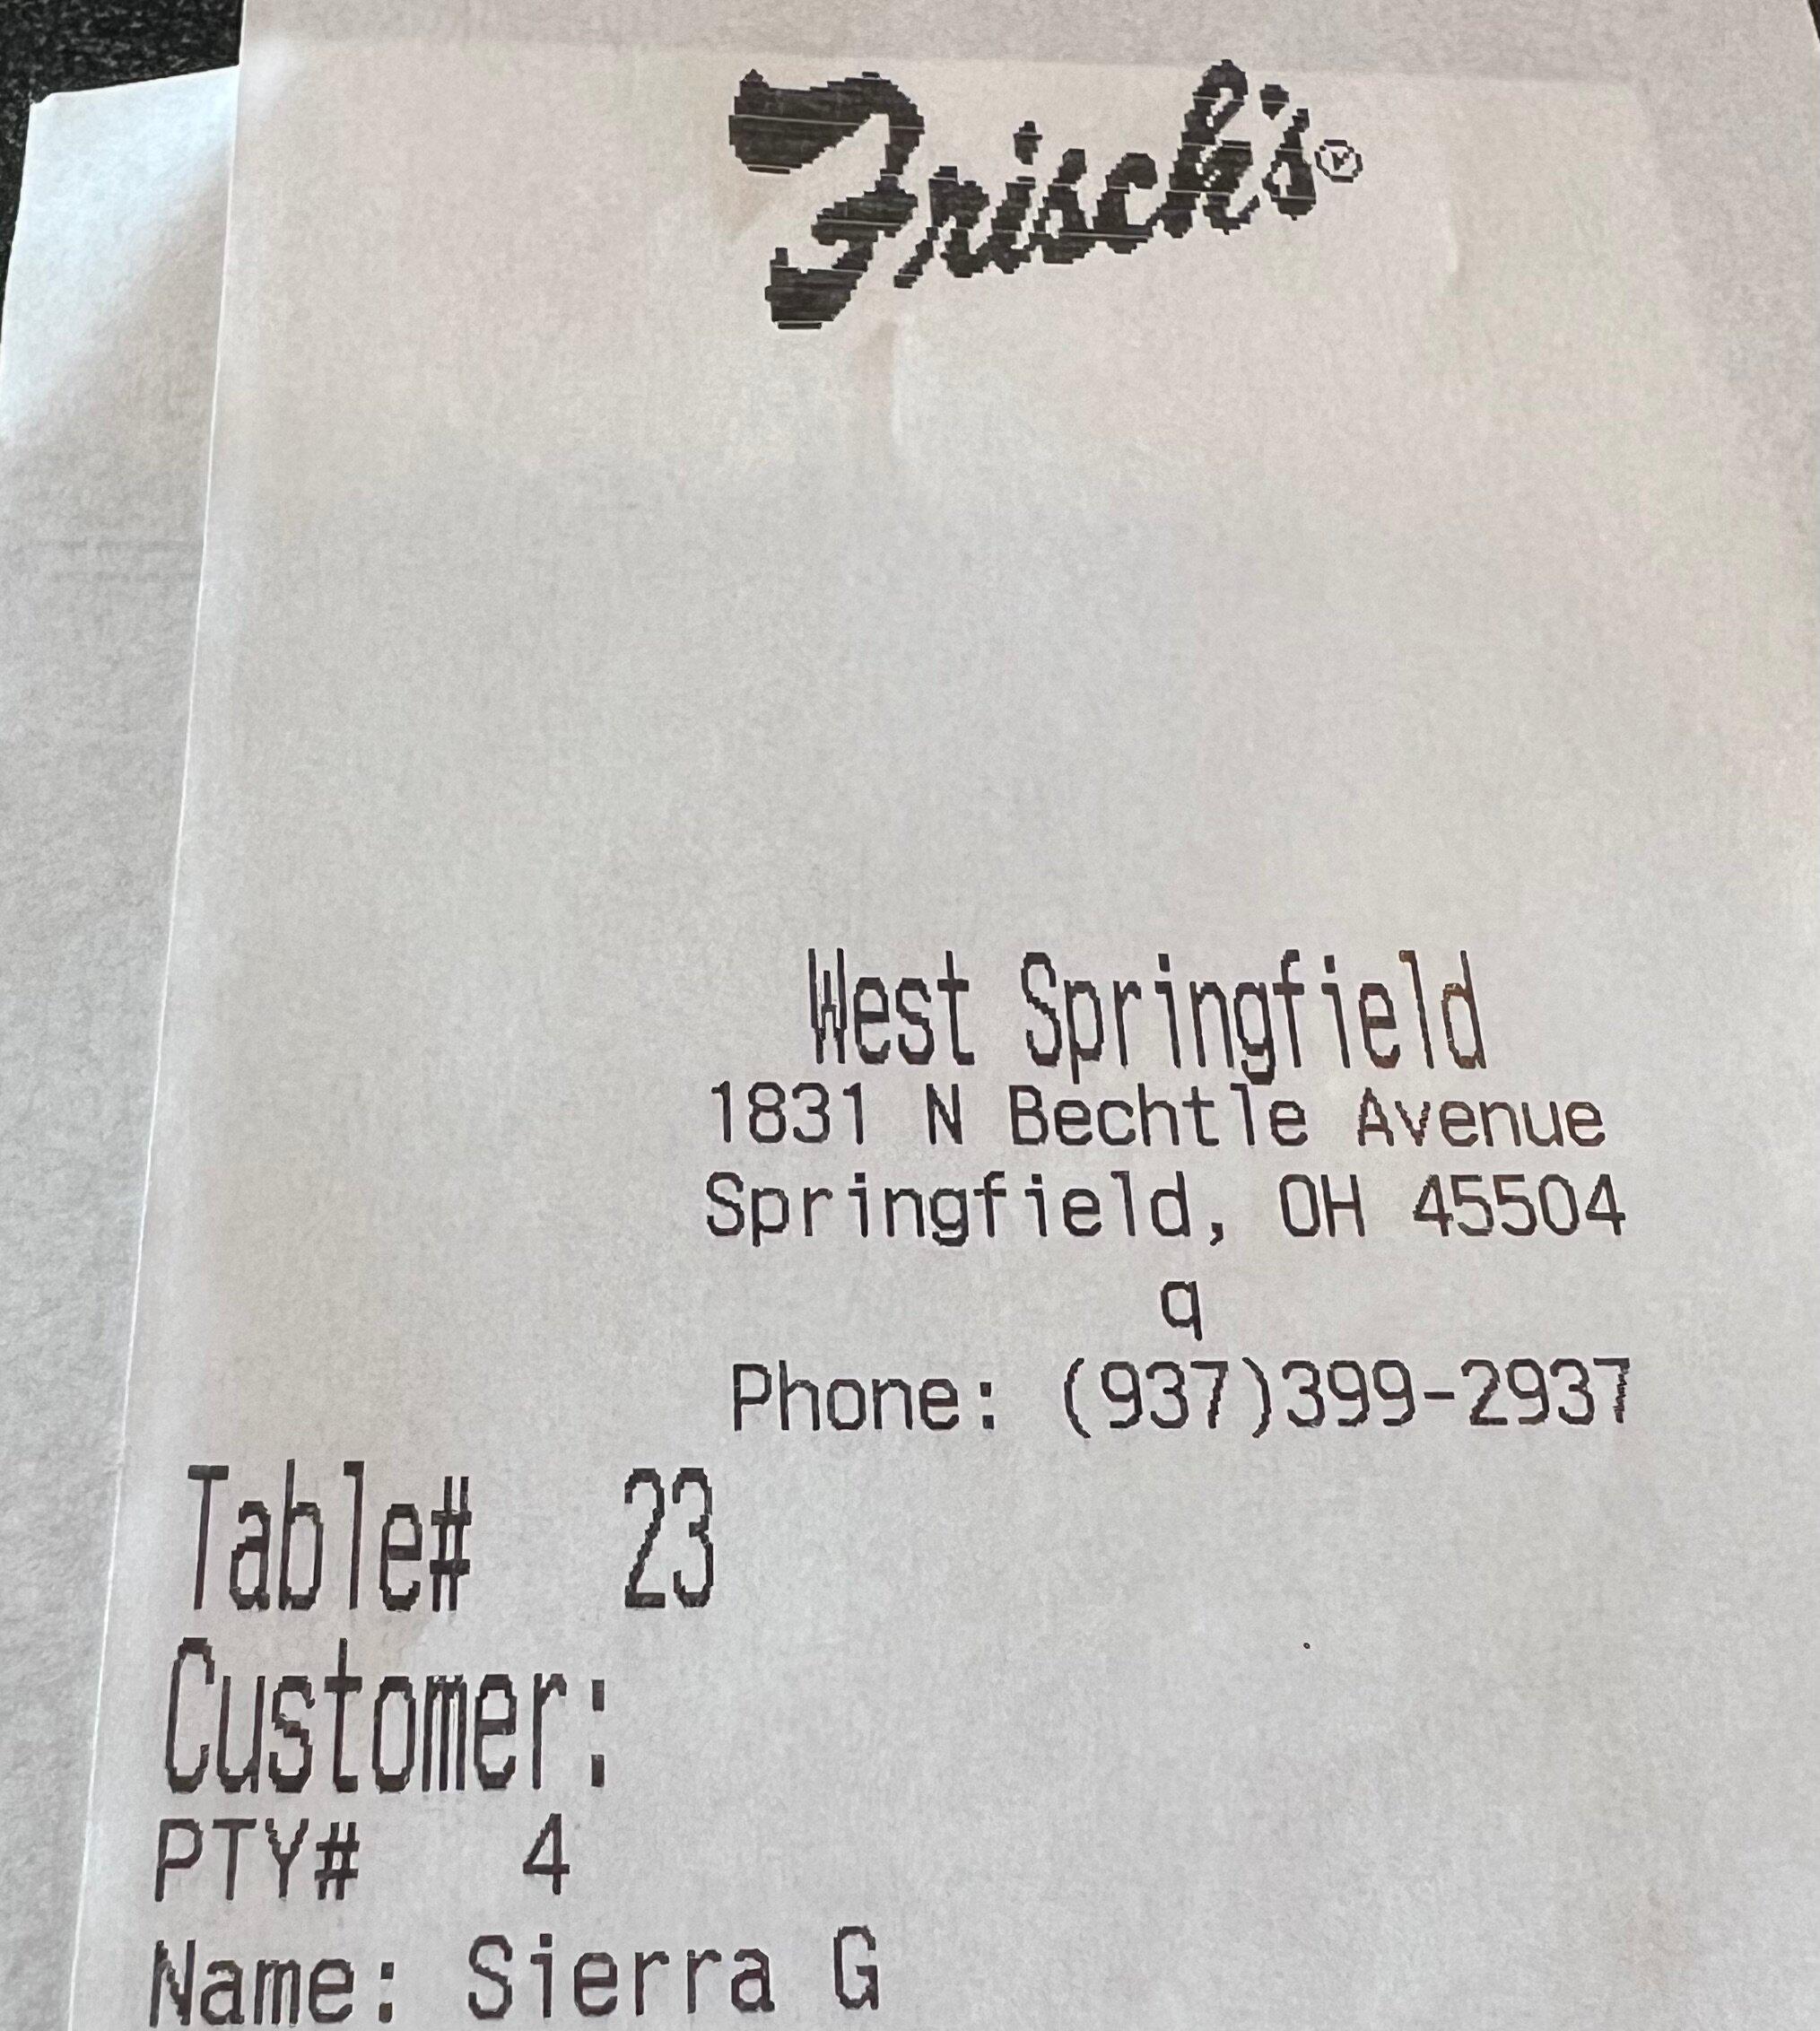 Frisch's®
West Springfield
1831 N Bechtle Avenue
Springfield, OH 45504
q
Phone: (937)399-2937
Table# 23
Customer:
PTY# 4
Name: Sierra G